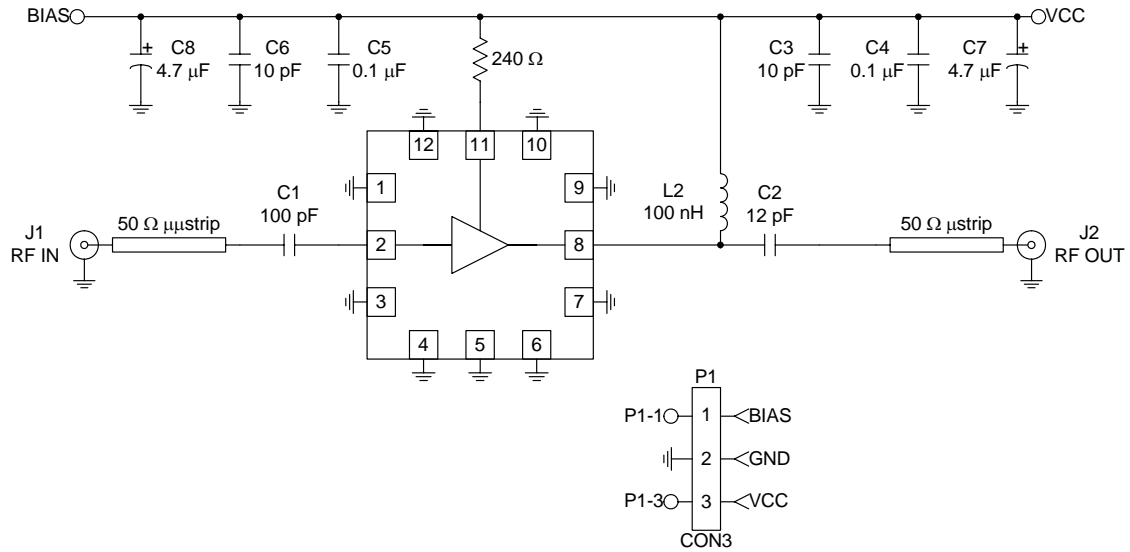 BIAS
VCC
C8
4.7 μF
C6
10 pF
C5
0.1 μF
240 Ω
C3
10 pF
C4
0.1 μF
C7
4.7 μF
+
+
12
11
10
1
9
C1
100 pF
L2
100 nH
C2
12 pF
J1
RF IN
50 Ω μμstrip
2
8
50 Ω μstrip
J2
RF OUT
3
7
4
5
6
P1
P1-1
1
BIAS
2
GND
P1-3
3
VCC
CON3